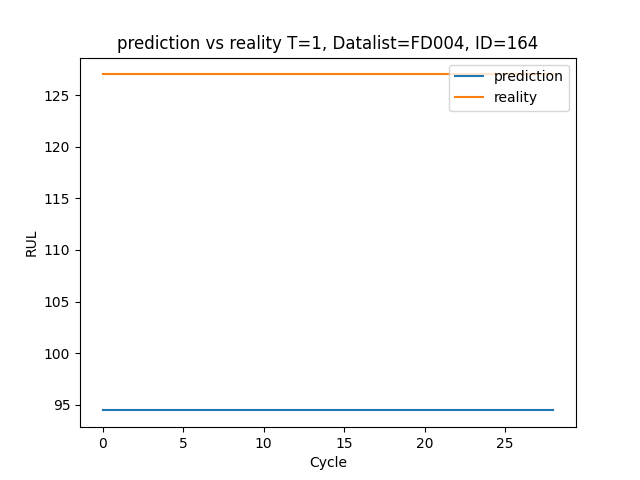 prediction vs reality T=1, Datalist=FD004, ID=164
prediction
reality
125
120
115
110
105
100
95
RUL
0 5 10 15 20 25
Cycle